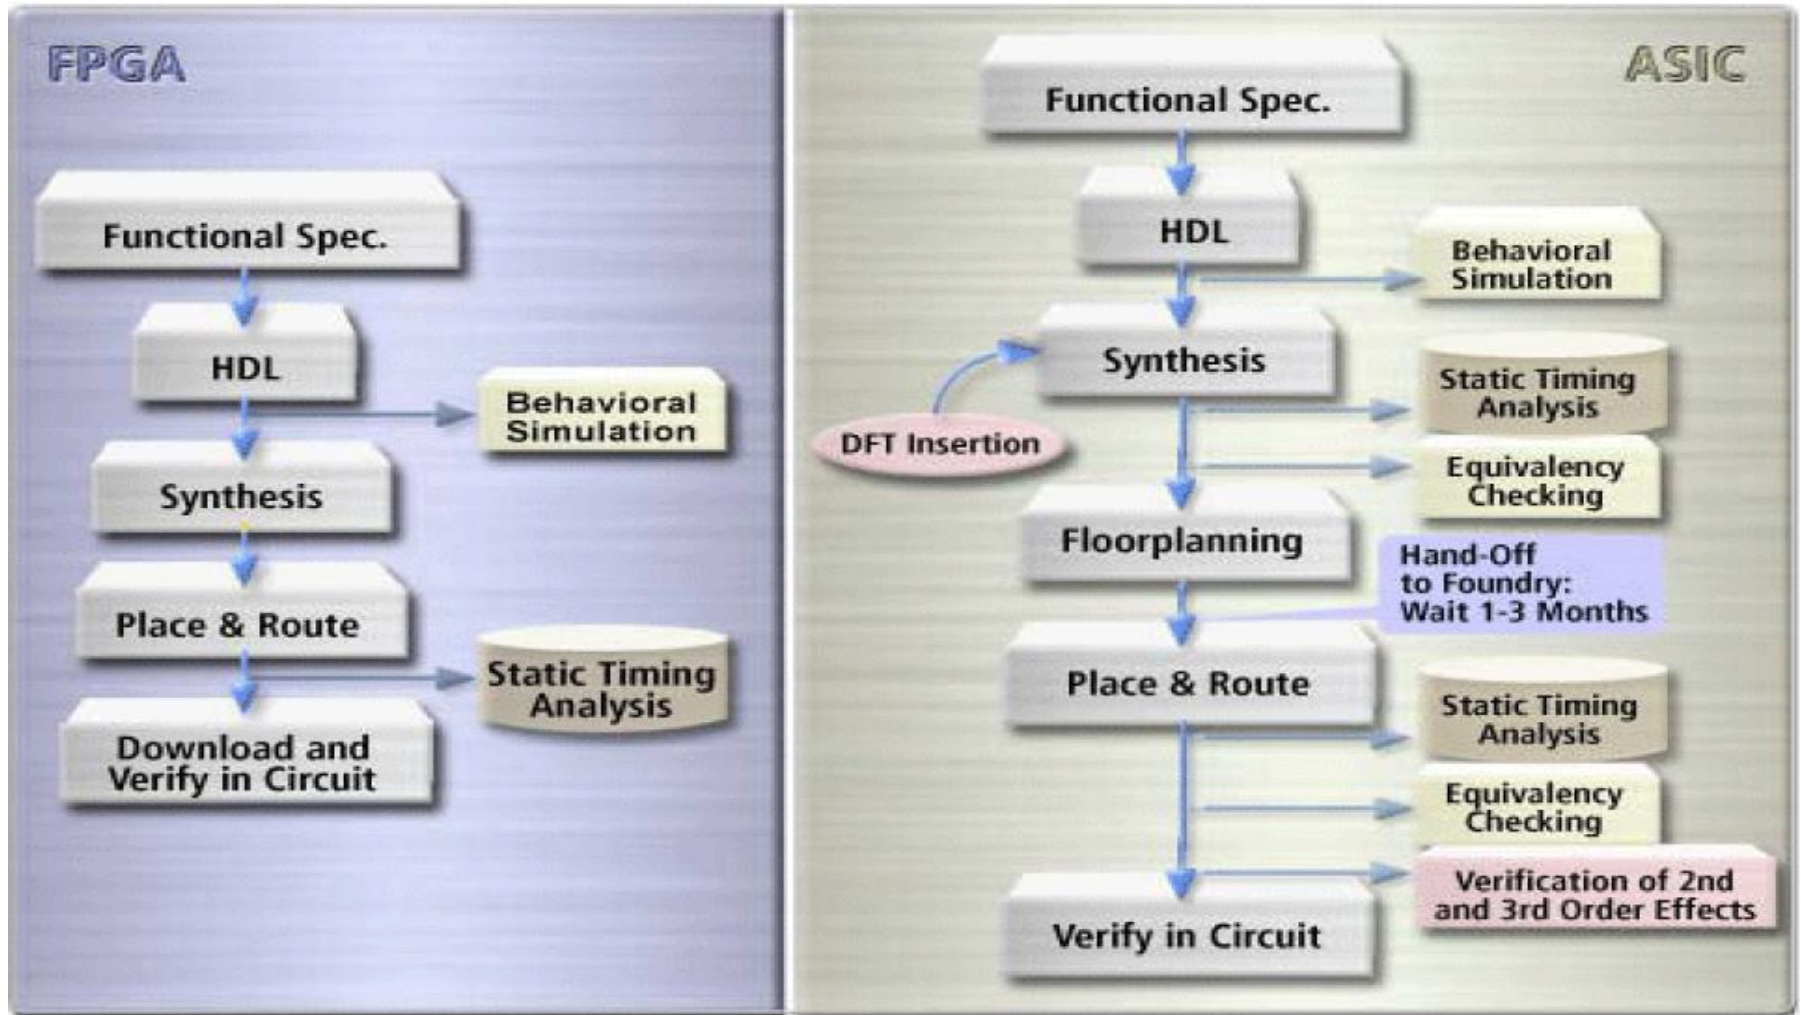 FPGA
Functional Spec.
HDL
Behavioral
Simulation
Synthesis
Place & Route
Static Timing
Analysis
Download and
Verify in Circuit
ASIC
Functional Spec.
HDL
Behavioral
Simulation
Synthesis
Static Timing
Analysis
DFT Insertion
Equivalency
Checking
Floorplanning
Hand-Off
to Foundry:
Wait 1-3 Months
Place & Route
Static Timing
Analysis
Equivalency
Checking
Verification of 2nd
and 3rd Order Effects
Verify in Circuit